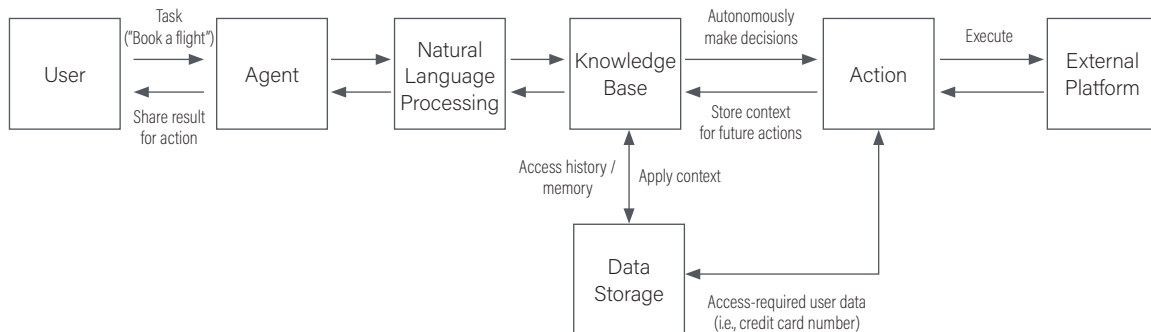 Task
("Book a flight")
User
Share result
for action
Agent
Natural
Language
Processing
Knowledge
Base
Autonomously
make decisions
Store context
for future actions
Action
Execute
External
Platform
Access history /
memory
Apply context
Data
Storage
Access-required user data
(i.e., credit card number)